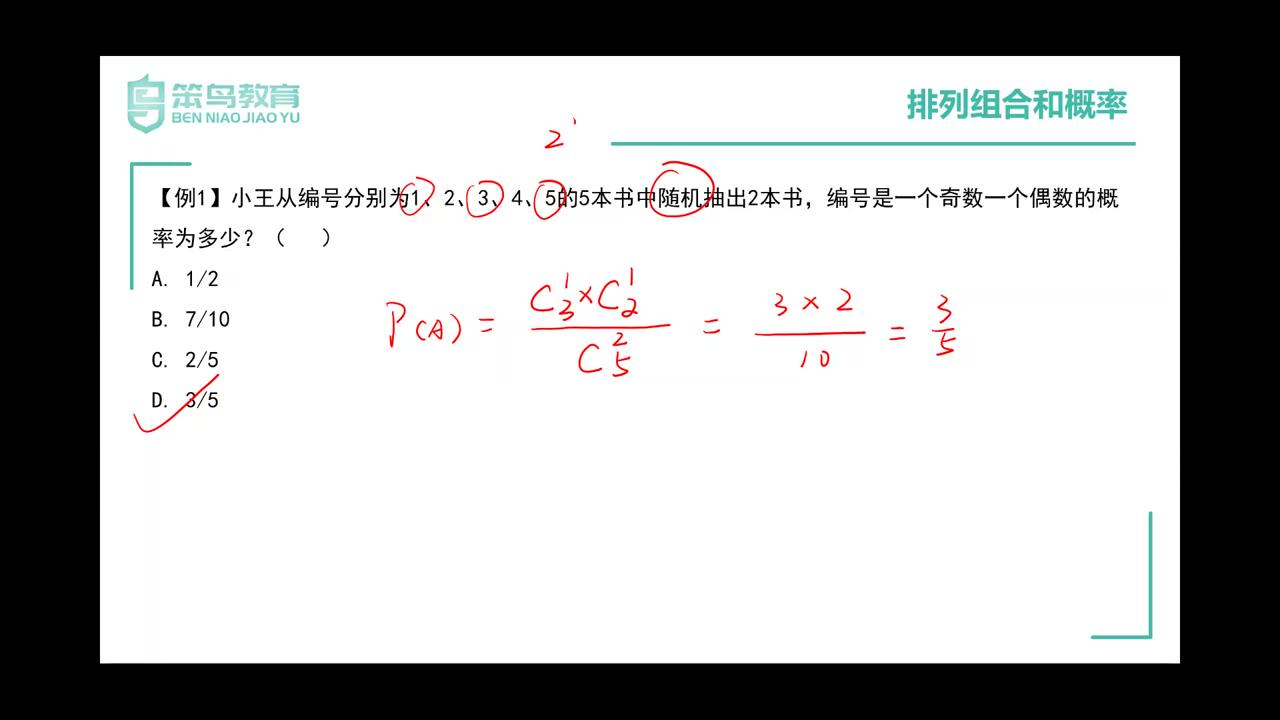 笨鸟教育
BEN NIAO JIAO YU
排列组合和概率
2
【例1】小王从编号分别为1、2、3、4、5的5本书中随机抽出2本书，编号是一个奇数一个偶数的概
率为多少？（　）
A. 1/2
B. 7/10
C. 2/5
D. 3/5
P(A) = C₃¹×C₂¹ / C₅² = 3×2 / 10 = 3/5